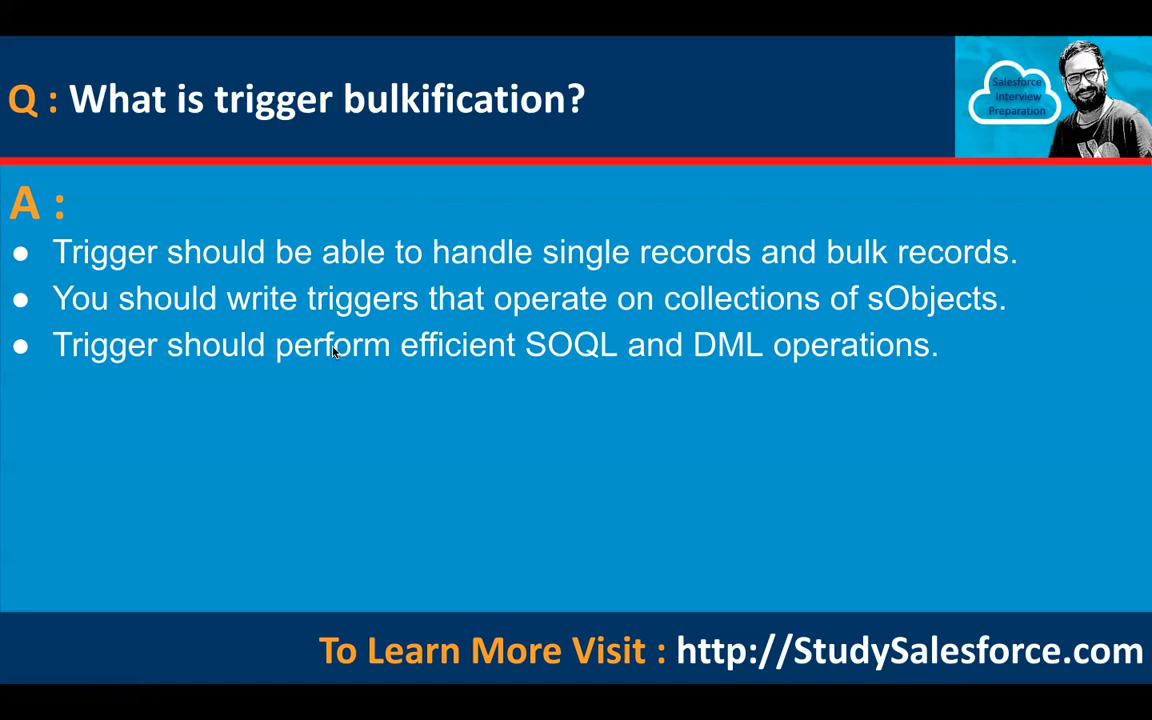 Q : What is trigger bulkification?
Salesforce
Interview
Preparation
A :
● Trigger should be able to handle single records and bulk records.
● You should write triggers that operate on collections of sObjects.
● Trigger should perform efficient SOQL and DML operations.
To Learn More Visit : http://StudySalesforce.com